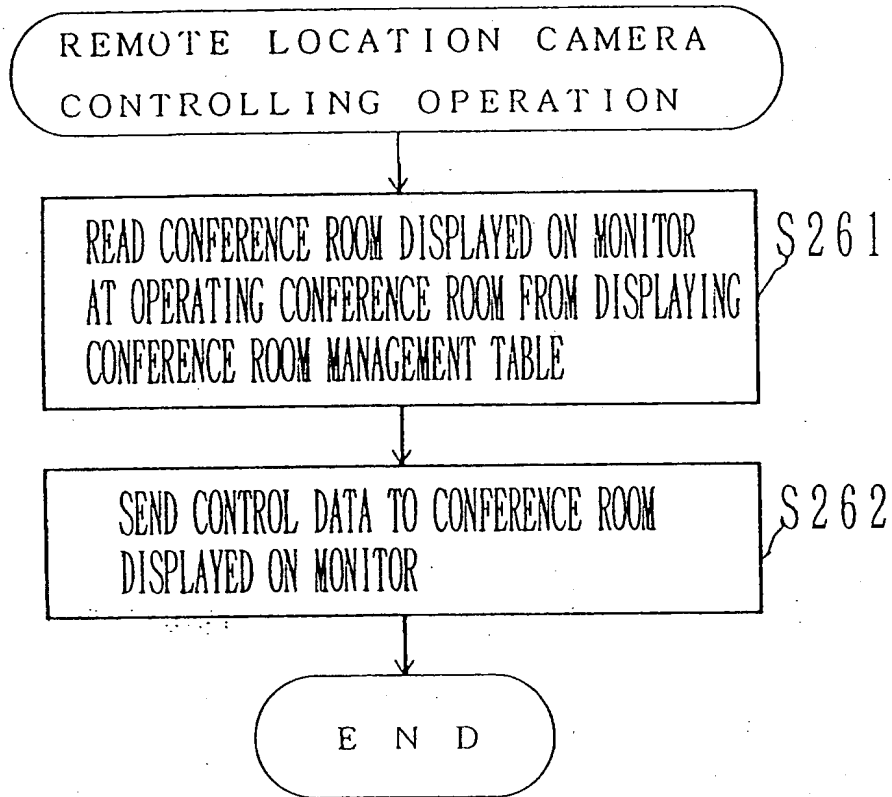 REMOTE LOCATION CAMERA
CONTROLLING OPERATION
READ CONFERENCE ROOM DISPLAYED ON MONITOR
AT OPERATING CONFERENCE ROOM FROM DISPLAYING
CONFERENCE ROOM MANAGEMENT TABLE
S261
SEND CONTROL DATA TO CONFERENCE ROOM
DISPLAYED ON MONITOR
S262
END